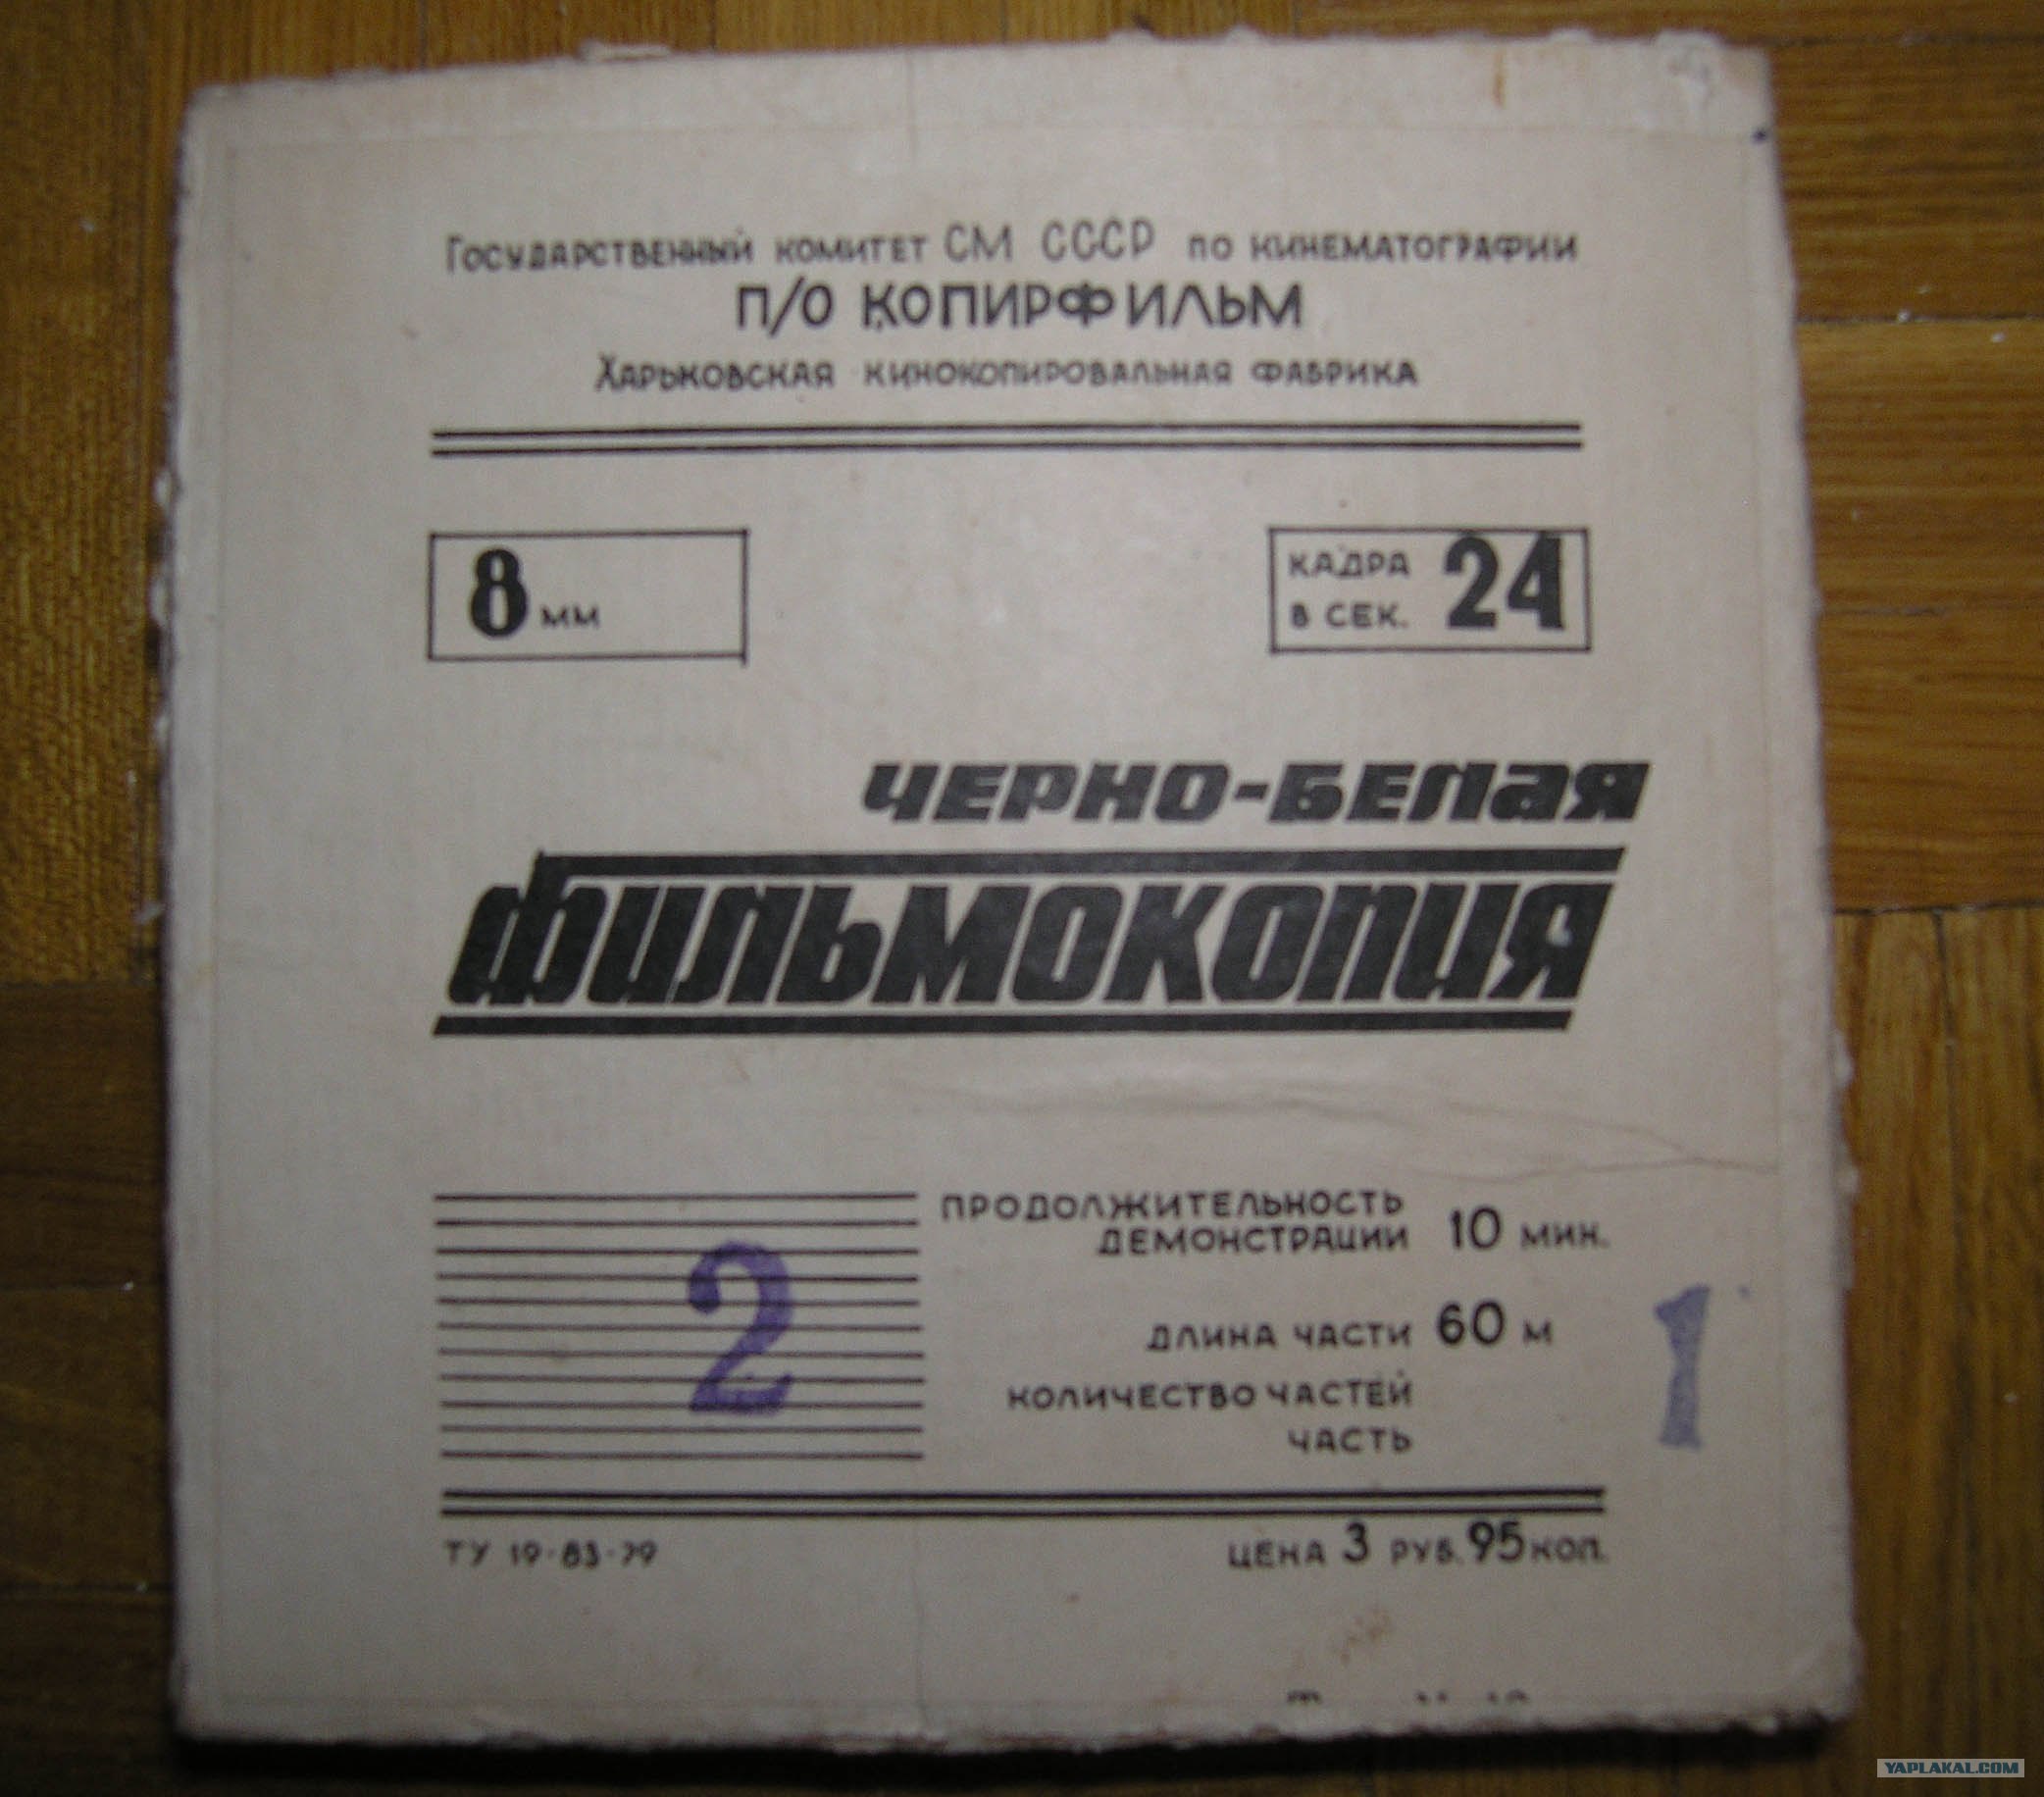 Государственный комитет СМ СССР по кинематографии
П/О КОПИРФИЛЬМ
Харьковская кинокопировальная фабрика
8 мм
КАДРА В СЕК. 24
ЧЕРНО-БЕЛАЯ
ФИЛЬМОКОПИЯ
ПРОДОЛЖИТЕЛЬНОСТЬ
ДЕМОНСТРАЦИИ 10 мин.
2
ДЛИНА ЧАСТИ 60 м
КОЛИЧЕСТВО ЧАСТЕЙ
1
ЧАСТЬ
ТУ 19-83-79
ЦЕНА 3 РУБ. 95 КОП.
YAPLAKAL.COM